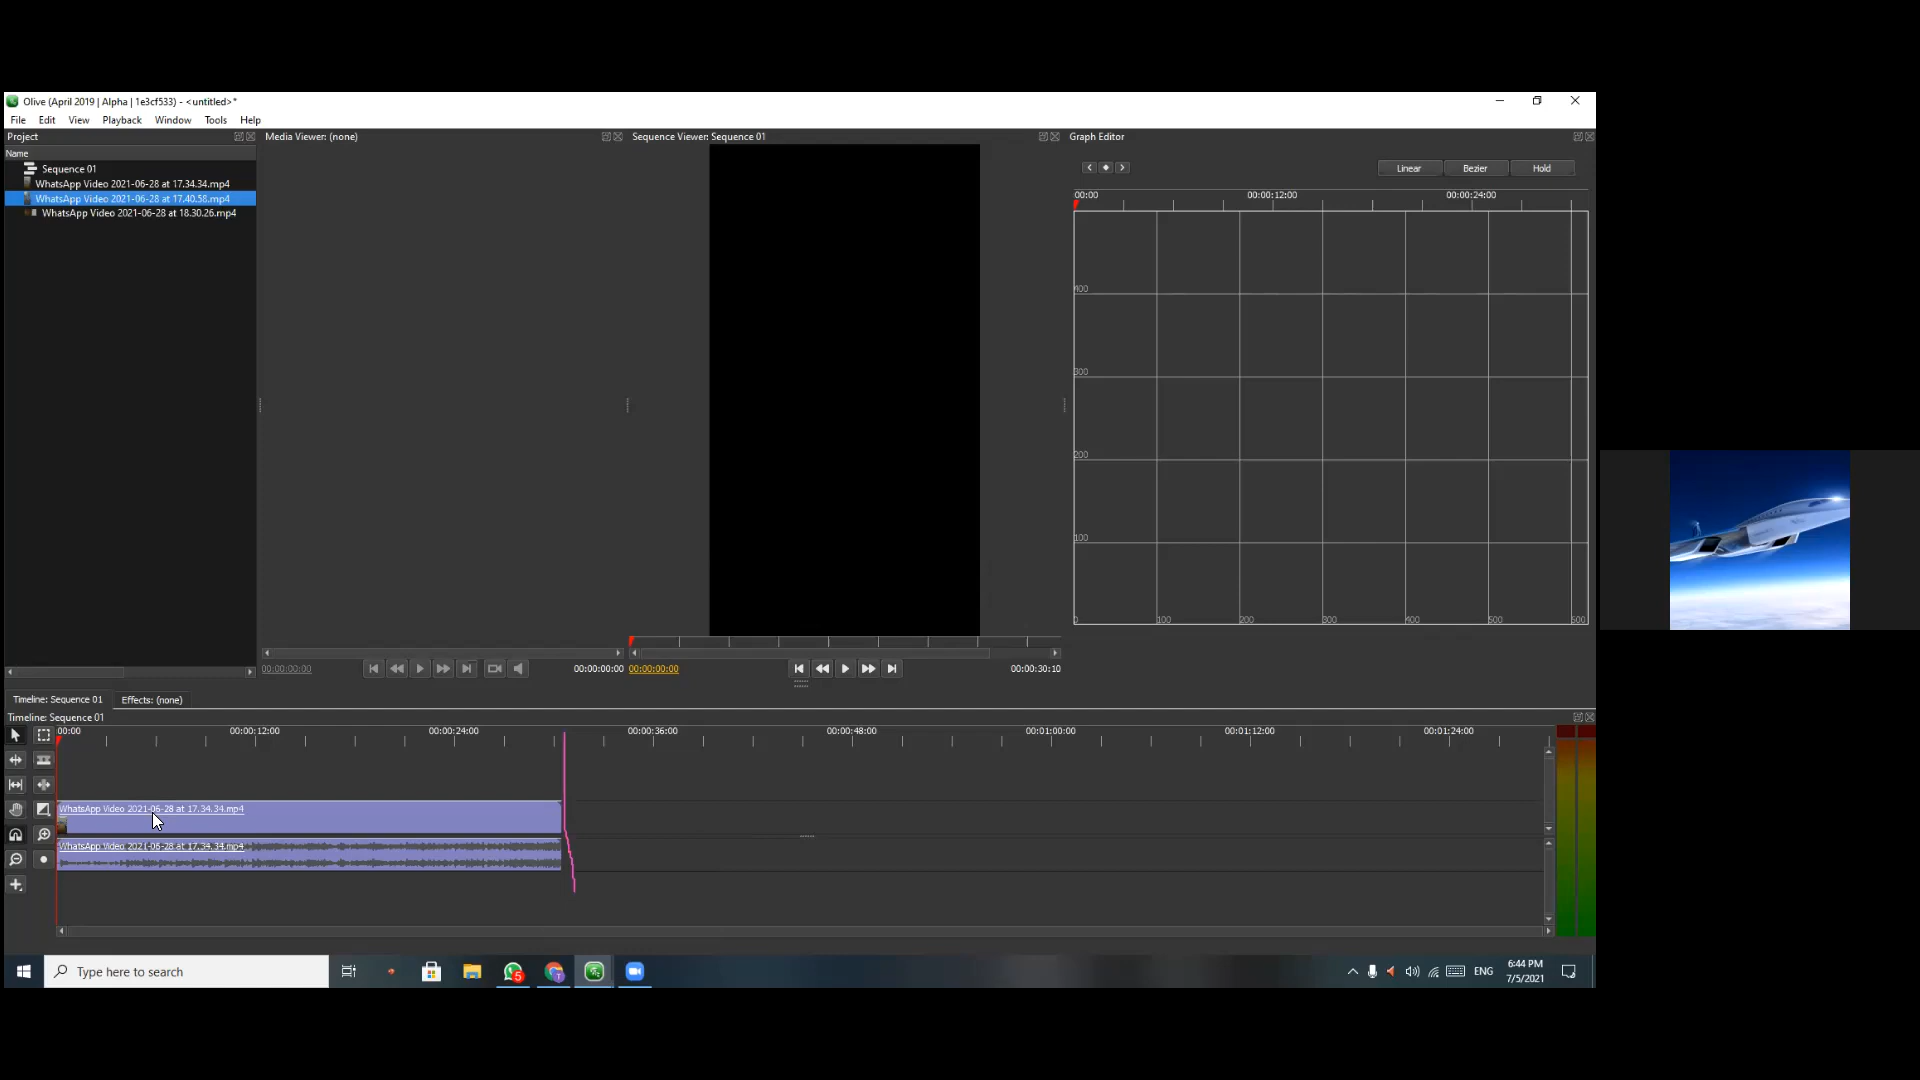 Olive (April 2019 | Alpha | 1e3cf533) - <untitled>*
File Edit View Playback Window Tools Help
Project
Name
Sequence 01
WhatsApp Video 2021-06-28 at 17.34.34.mp4
WhatsApp Video 2021-06-28 at 17.40.58.mp4
WhatsApp Video 2021-06-28 at 18.30.26.mp4
Media Viewer: (none)
00:00:00:00
00:00:00:00
Sequence Viewer: Sequence 01
00:00:00:00
00:00:30:10
Graph Editor
Linear Bezier Hold
00:00 00:00:12:00 00:00:24:00
400
300
200
100
0 100 200 300 400 500 600
Timeline: Sequence 01 Effects: (none)
Timeline: Sequence 01
00:00 00:00:12:00 00:00:24:00 00:00:36:00 00:00:48:00 00:01:00:00 00:01:12:00 00:01:24:00
WhatsApp Video 2021-06-28 at 17.34.34.mp4
WhatsApp Video 2021-06-28 at 17.34.34.mp4
Type here to search
5
T
ENG
6:44 PM
7/5/2021